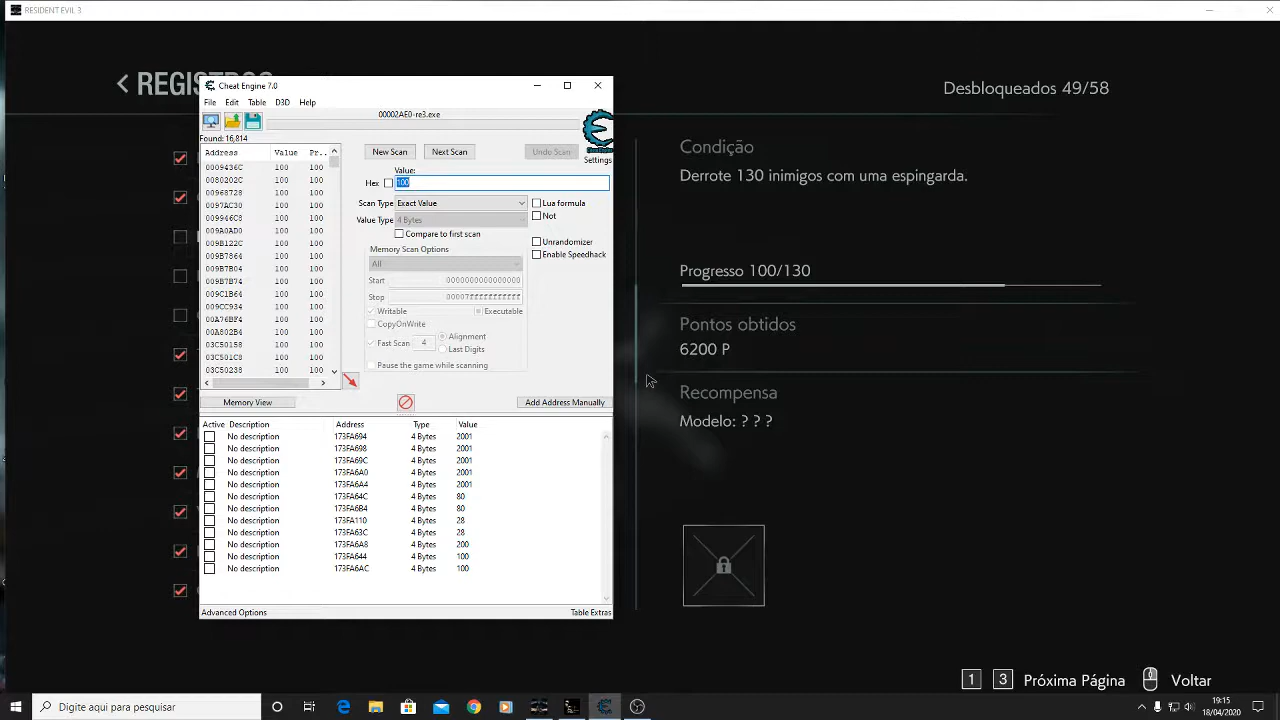 RESIDENT EVIL 3
< REGISTROS
Desbloqueados 49/58
Condição
Derrote 130 inimigos com uma espingarda.
Progresso 100/130
Pontos obtidos
6200 P
Recompensa
Modelo: ? ? ?
1 3 Próxima Página Voltar
Cheat Engine 7.0
File Edit Table D3D Help
00002AE0-re3.exe
Found: 16,814
Address Value Pr..
0009436C 100 100
0080202C 100 100
00968728 100 100
0097AC30 100 100
009946C8 100 100
009A0AD0 100 100
009B122C 100 100
009B7864 100 100
009B7B04 100 100
009B7B74 100 100
009C1B64 100 100
009CC934 100 100
00A76BF4 100 100
00A802B4 100 100
03C50158 100 100
03C501C8 100 100
03C50238 100 100
New Scan Next Scan Undo Scan
Settings
Value:
Hex 100
Scan Type Exact Value
Value Type 4 Bytes
Compare to first scan
Lua formula
Not
Unrandomizer
Enable Speedhack
Memory Scan Options
All
Start 0000000000000000
Stop 00007fffffffffff
Writable Executable
CopyOnWrite
Fast Scan 4 Alignment
Last Digits
Pause the game while scanning
Memory View Add Address Manually
Active Description Address Type Value
No description 173FA694 4 Bytes 2001
No description 173FA698 4 Bytes 2001
No description 173FA69C 4 Bytes 2001
No description 173FA6A0 4 Bytes 2001
No description 173FA6A4 4 Bytes 2001
No description 173FA64C 4 Bytes 80
No description 173FA6B4 4 Bytes 80
No description 173FA110 4 Bytes 28
No description 173FA63C 4 Bytes 28
No description 173FA6A8 4 Bytes 200
No description 173FA644 4 Bytes 100
No description 173FA6AC 4 Bytes 100
Advanced Options Table Extras
Digite aqui para pesquisar
19:15
18/04/2020